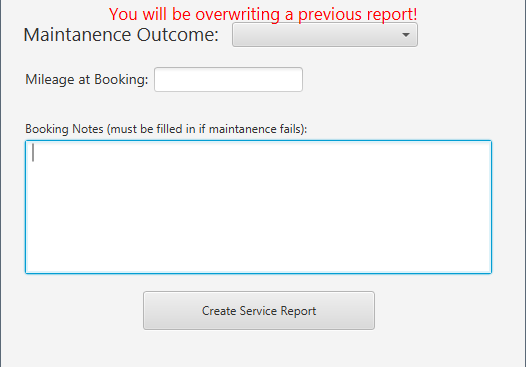 You will be overwriting a previous report!
Maintanence Outcome:
Mileage at Booking:
Booking Notes (must be filled in if maintanence fails):
Create Service Report